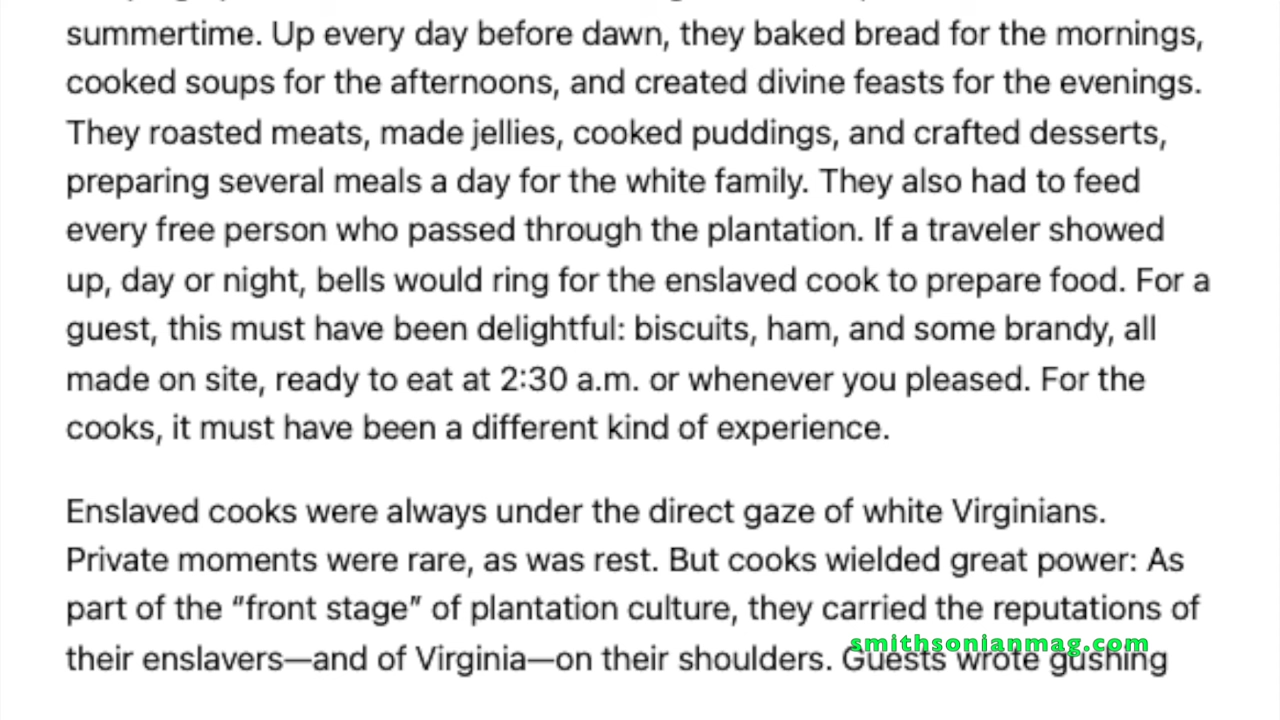 summertime. Up every day before dawn, they baked bread for the mornings,
cooked soups for the afternoons, and created divine feasts for the evenings.
They roasted meats, made jellies, cooked puddings, and crafted desserts,
preparing several meals a day for the white family. They also had to feed
every free person who passed through the plantation. If a traveler showed
up, day or night, bells would ring for the enslaved cook to prepare food. For a
guest, this must have been delightful: biscuits, ham, and some brandy, all
made on site, ready to eat at 2:30 a.m. or whenever you pleased. For the
cooks, it must have been a different kind of experience.
Enslaved cooks were always under the direct gaze of white Virginians.
Private moments were rare, as was rest. But cooks wielded great power: As
part of the “front stage” of plantation culture, they carried the reputations of
smithsonianmag.com
their enslavers—and of Virginia—on their shoulders. Guests wrote gushing